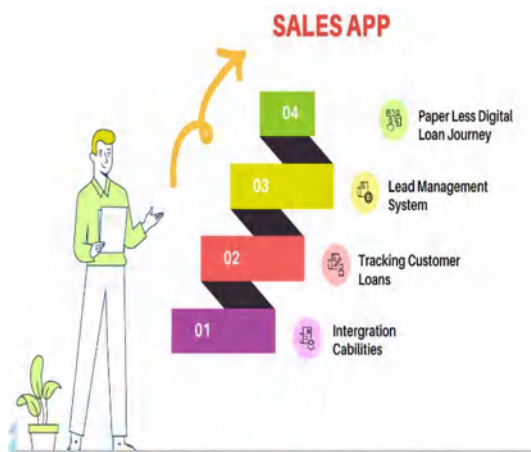 SALES APP
04
Paper Less Digital
Loan Journey
03
Lead Management
System
02
Tracking Customer
Loans
01
Intergration
Cabilities